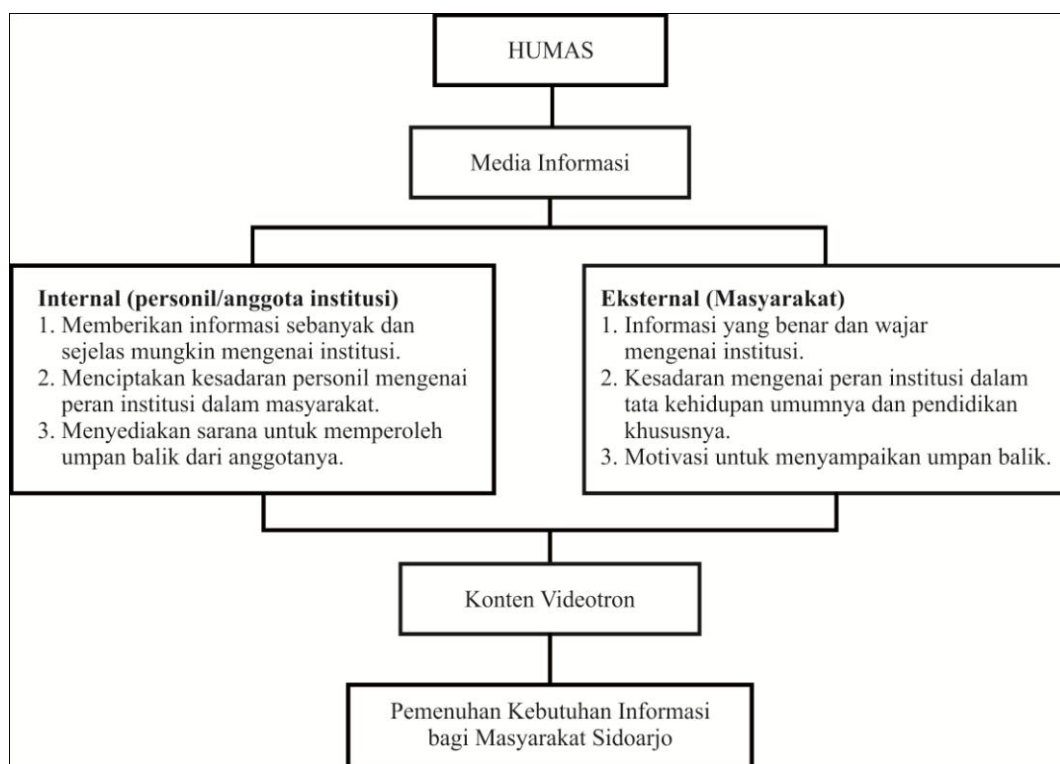 HUMAS
Media Informasi
Internal (personil/anggota institusi)
1. Memberikan informasi sebanyak dan
sejelas mungkin mengenai institusi.
2. Menciptakan kesadaran personil mengenai
peran institusi dalam masyarakat.
3. Menyediakan sarana untuk memperoleh
umpan balik dari anggotanya.
Eksternal (Masyarakat)
1. Informasi yang benar dan wajar
mengenai institusi.
2. Kesadaran mengenai peran institusi dalam
tata kehidupan umumnya dan pendidikan
khususnya.
3. Motivasi untuk menyampaikan umpan balik.
Konten Videotron
Pemenuhan Kebutuhan Informasi
bagi Masyarakat Sidoarjo